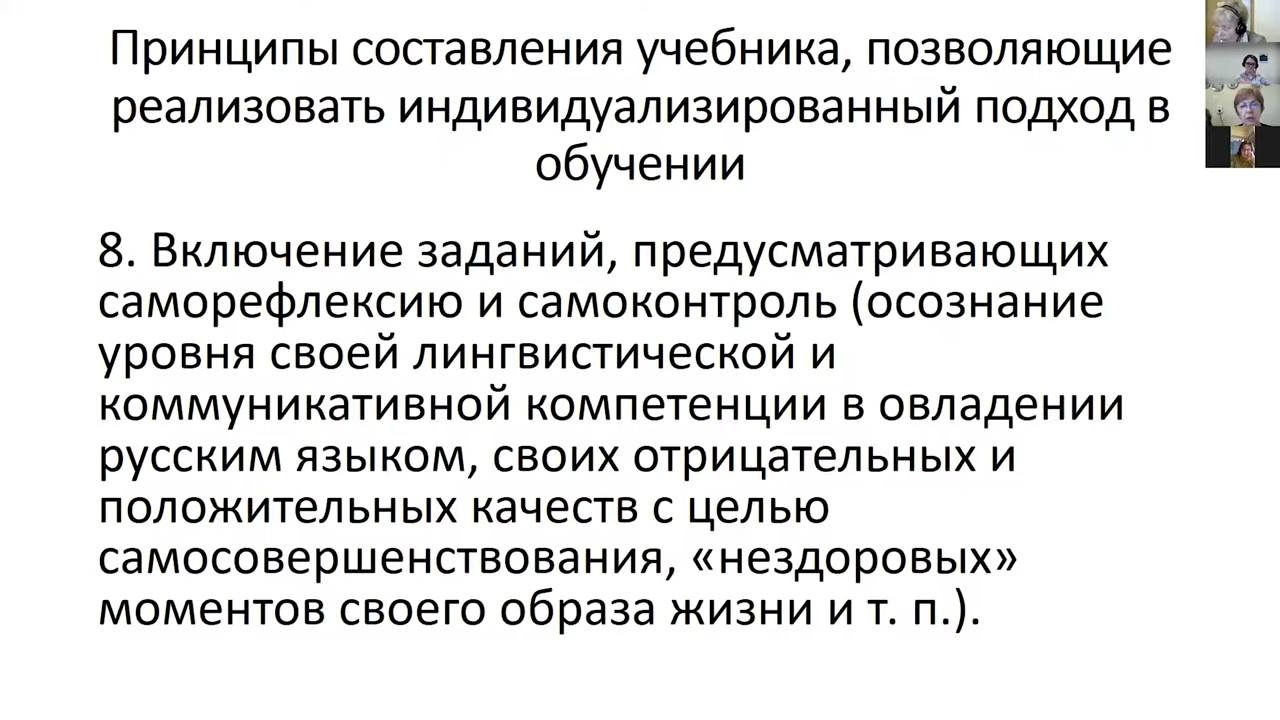 Принципы составления учебника, позволяющие
реализовать индивидуализированный подход в
обучении
8. Включение заданий, предусматривающих
саморефлексию и самоконтроль (осознание
уровня своей лингвистической и
коммуникативной компетенции в овладении
русским языком, своих отрицательных и
положительных качеств с целью
самосовершенствования, «нездоровых»
моментов своего образа жизни и т. п.).